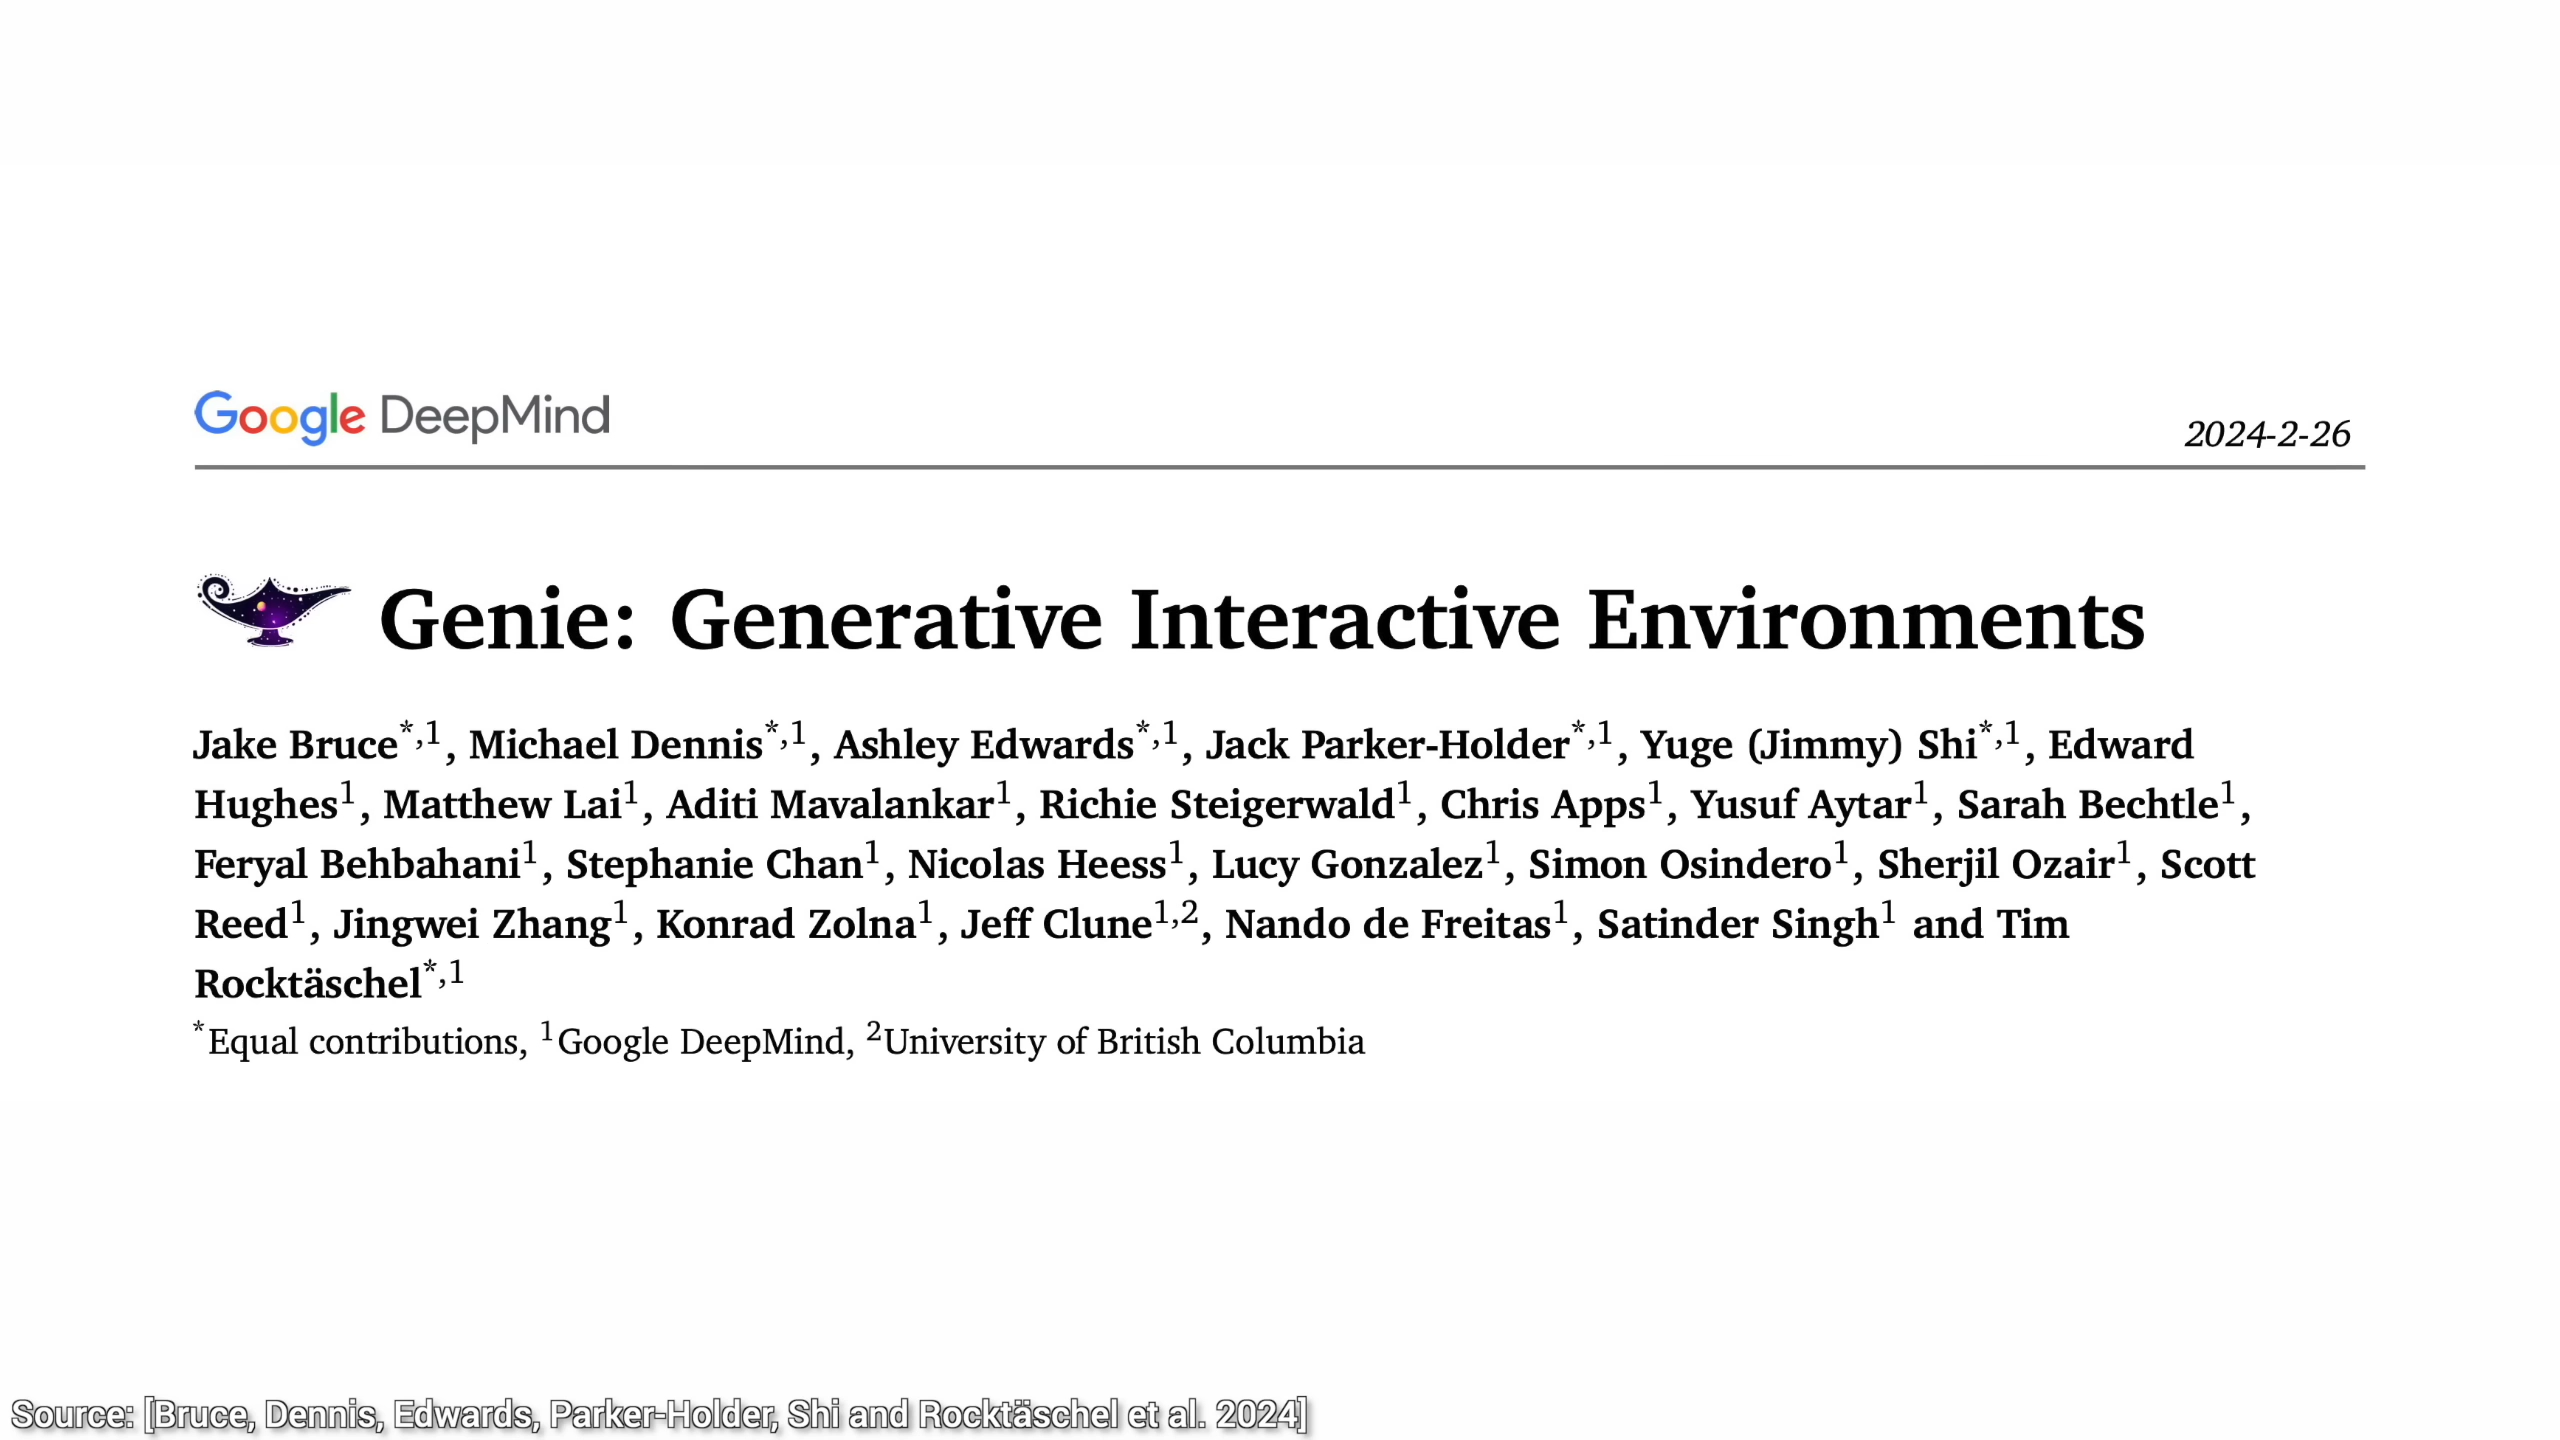 Google DeepMind
2024-2-26
Genie: Generative Interactive Environments
Jake Bruce*,1, Michael Dennis*,1, Ashley Edwards*,1, Jack Parker-Holder*,1, Yuge (Jimmy) Shi*,1, Edward
Hughes1, Matthew Lai1, Aditi Mavalankar1, Richie Steigerwald1, Chris Apps1, Yusuf Aytar1, Sarah Bechtle1,
Feryal Behbahani1, Stephanie Chan1, Nicolas Heess1, Lucy Gonzalez1, Simon Osindero1, Sherjil Ozair1, Scott
Reed1, Jingwei Zhang1, Konrad Zolna1, Jeff Clune1,2, Nando de Freitas1, Satinder Singh1 and Tim
Rocktäschel*,1
*Equal contributions, 1Google DeepMind, 2University of British Columbia
Source: [Bruce, Dennis, Edwards, Parker-Holder, Shi and Rocktäschel et al. 2024]